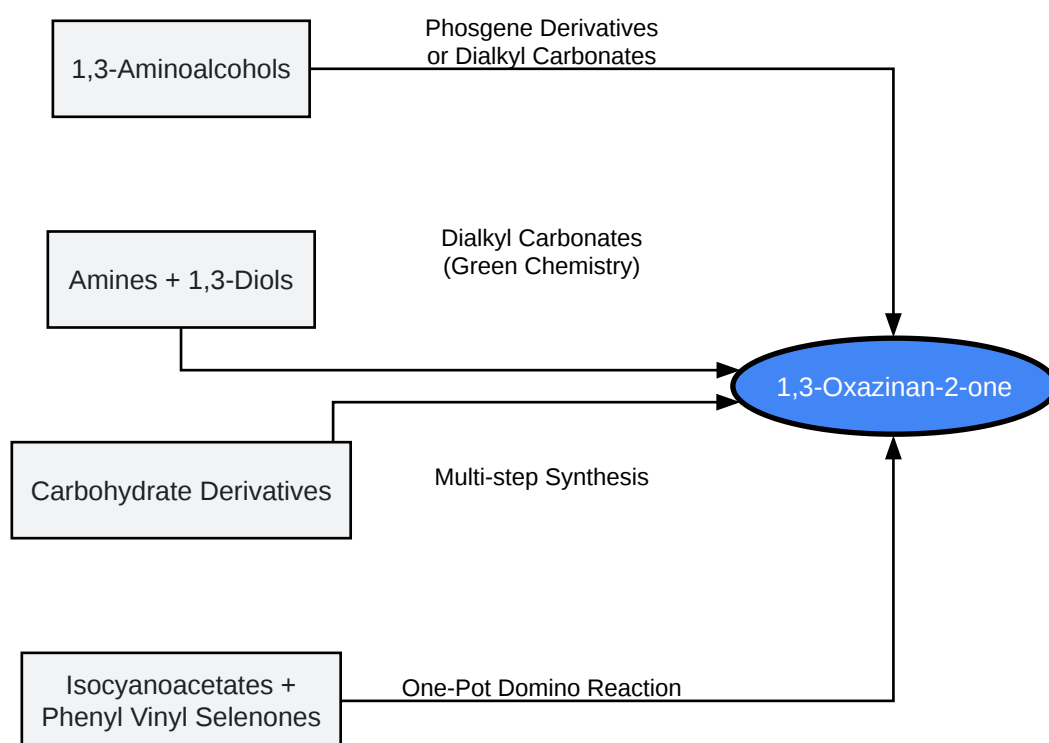 Phosgene Derivatives
or Dialkyl Carbonates
1,3-Aminoalcohols
Dialkyl Carbonates
(Green Chemistry)
Amines + 1,3-Diols
1,3-Oxazinan-2-one
Multi-step Synthesis
Carbohydrate Derivatives
Isocyanoacetates +
Phenyl Vinyl Selenones
One-Pot Domino Reaction